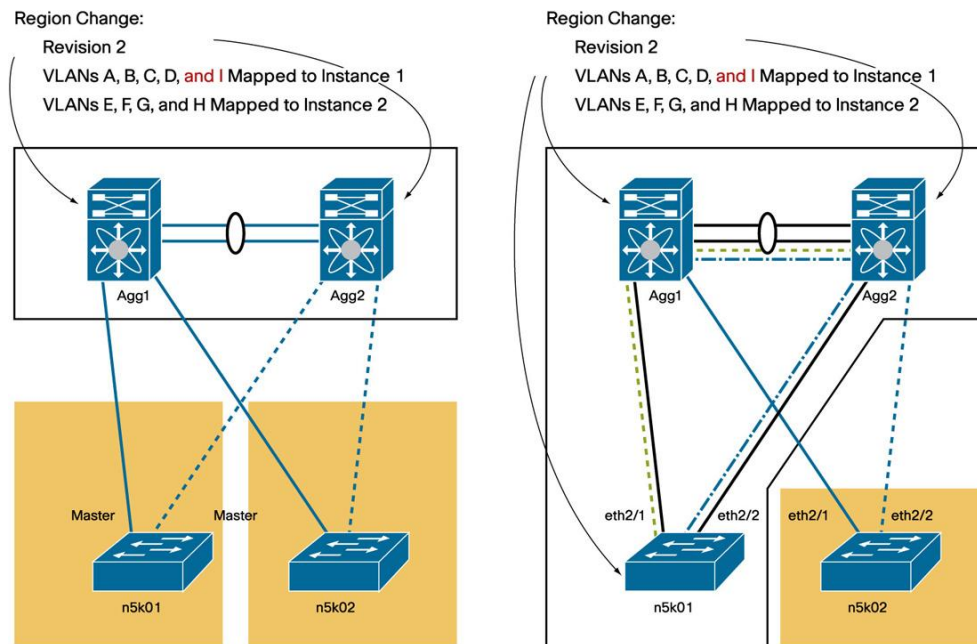 Region Change:
Revision 2
VLANs A, B, C, D, and I Mapped to Instance 1
VLANs E, F, G, and H Mapped to Instance 2
Agg1
Agg2
Master
Master
n5k01
n5k02
Region Change:
Revision 2
VLANs A, B, C, D, and I Mapped to Instance 1
VLANs E, F, G, and H Mapped to Instance 2
Agg1
Agg2
eth2/1
eth2/2
eth2/1
eth2/2
n5k01
n5k02